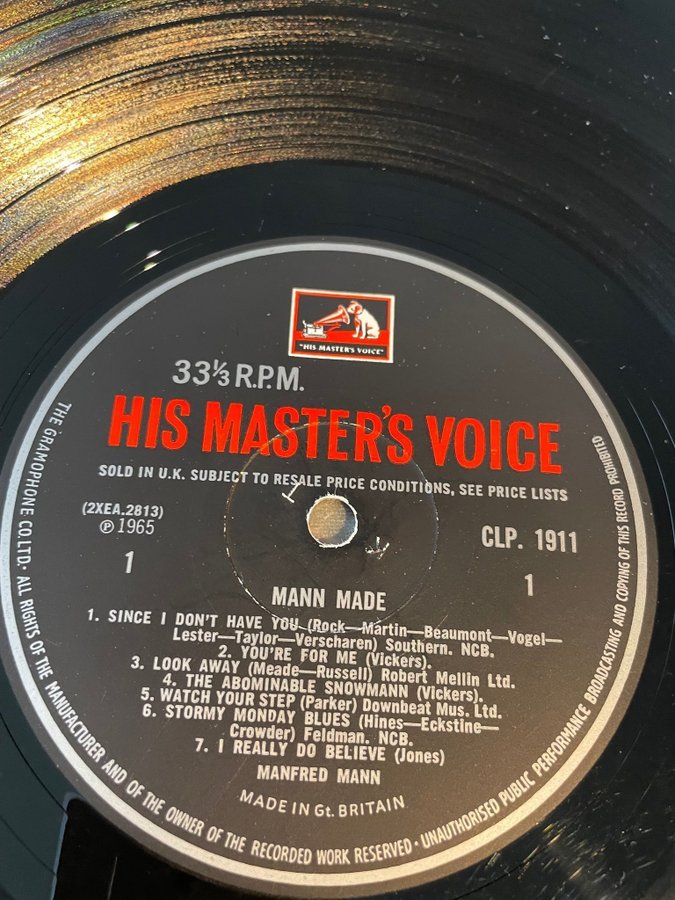 "HIS MASTER'S VOICE"
33⅓ R.P.M.
HIS MASTER'S VOICE
SOLD IN U.K. SUBJECT TO RESALE PRICE CONDITIONS, SEE PRICE LISTS
(2XEA.2813)
Ⓟ 1965
CLP. 1911
1
1
MANN MADE
1. SINCE I DON'T HAVE YOU (Rock—Martin—Beaumont—Vogel—
Lester—Taylor—Verscharen) Southern. NCB.
2. YOU'RE FOR ME (Vickers).
3. LOOK AWAY (Meade—Russell) Robert Mellin Ltd.
4. THE ABOMINABLE SNOWMANN (Vickers).
5. WATCH YOUR STEP (Parker) Downbeat Mus. Ltd.
6. STORMY MONDAY BLUES (Hines—Eckstine—
Crowder) Feldman. NCB.
7. I REALLY DO BELIEVE (Jones)
MANFRED MANN
MADE IN Gt. BRITAIN
THE GRAMOPHONE CO. LTD. · ALL RIGHTS OF THE MANUFACTURER AND OF THE OWNER OF THE RECORDED WORK RESERVED · UNAUTHORISED PUBLIC PERFORMANCE BROADCASTING AND COPYING OF THIS RECORD PROHIBITED